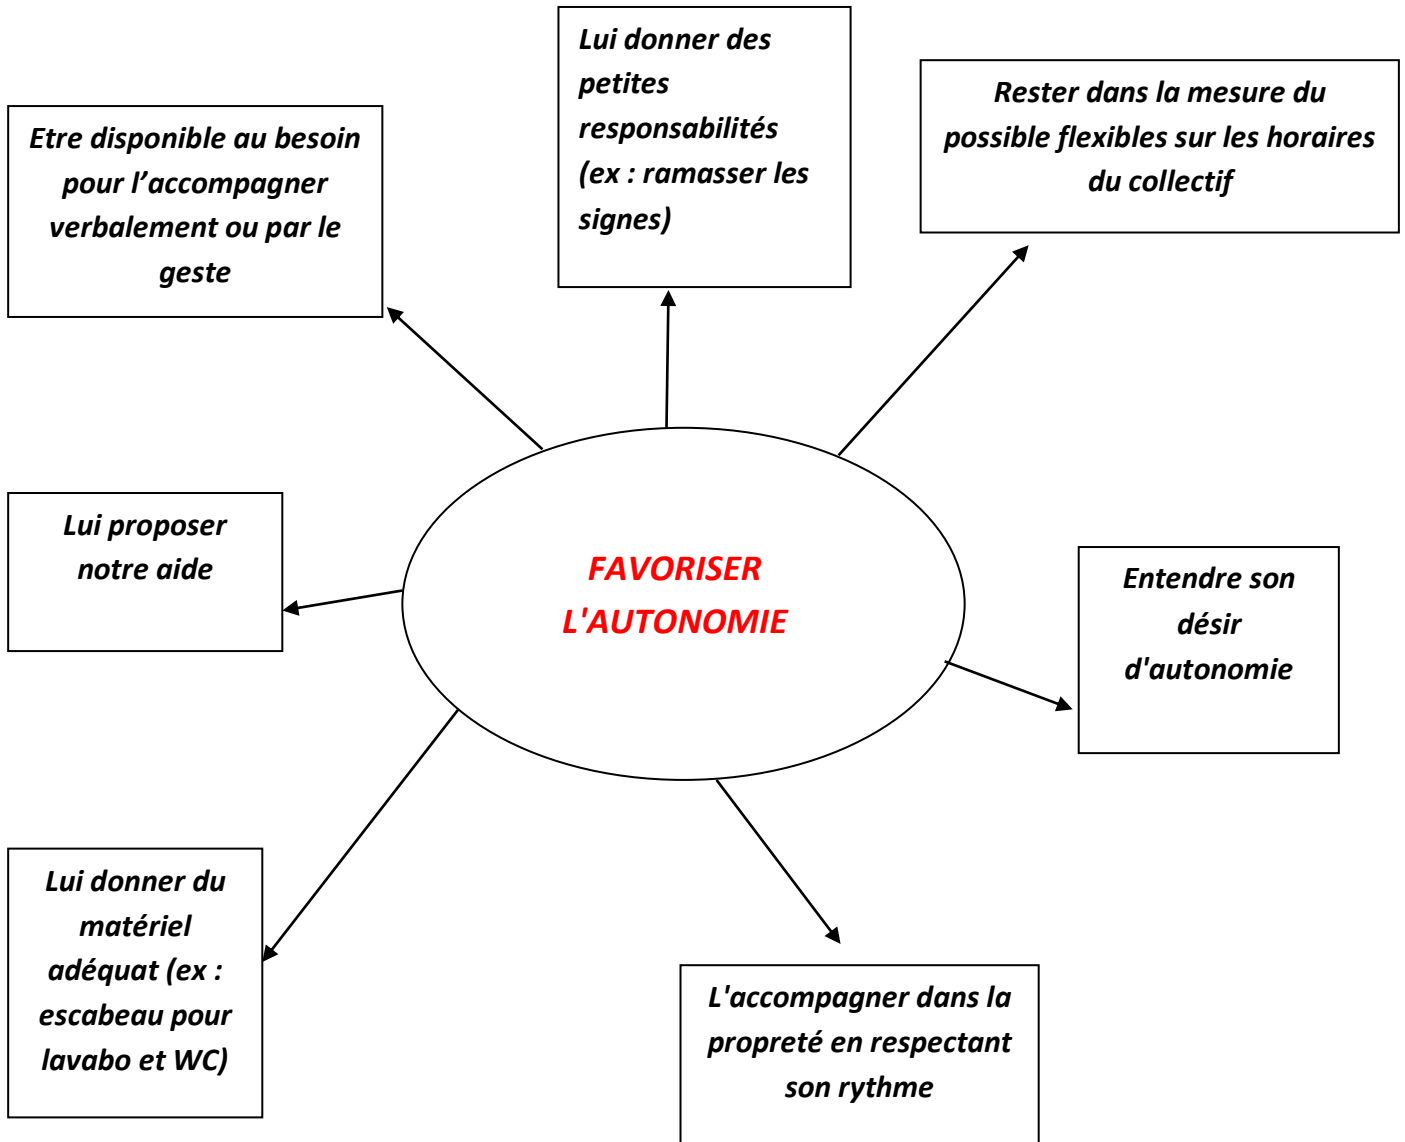 Lui donner des
petites
responsabilités
(ex : ramasser les
signes)
Rester dans la mesure du
possible flexibles sur les horaires
du collectif
Etre disponible au besoin
pour l’accompagner
verbalement ou par le
geste
Lui proposer
notre aide
FAVORISER
L'AUTONOMIE
Entendre son
désir
d'autonomie
Lui donner du
matériel
adéquat (ex :
escabeau pour
lavabo et WC)
L'accompagner dans la
propreté en respectant
son rythme